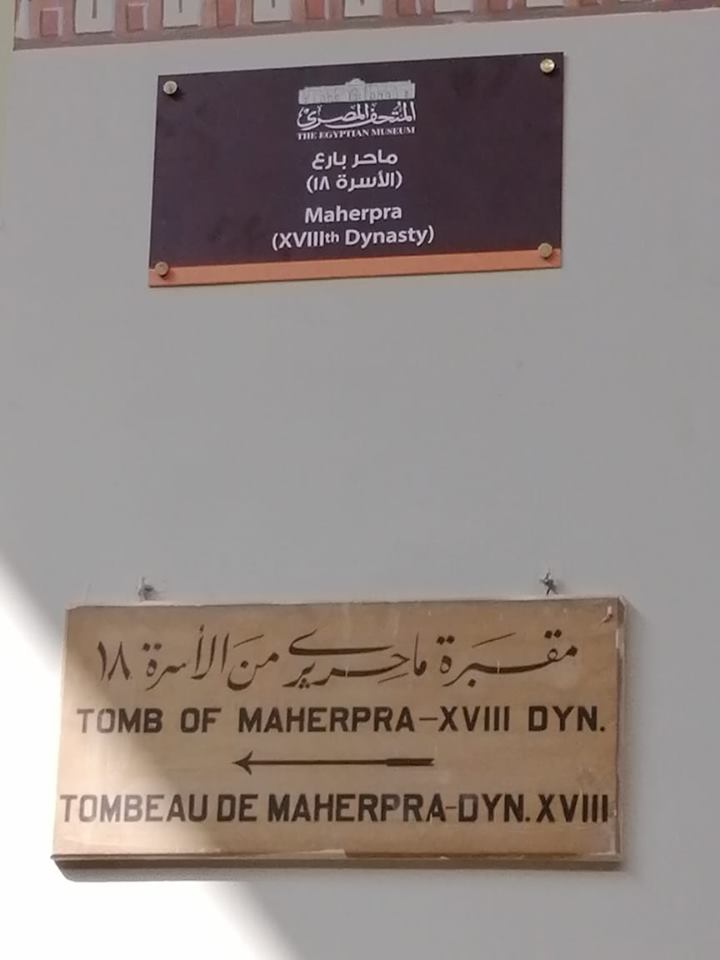 المتحف المصري
THE EGYPTIAN MUSEUM
ماحر بارع
(الأسرة ١٨)
Maherpra
(XVIIIth Dynasty)
مقبرة ماحربري من الأسرة ١٨
TOMB OF MAHERPRA-XVIII DYN.
TOMBEAU DE MAHERPRA-DYN. XVIII